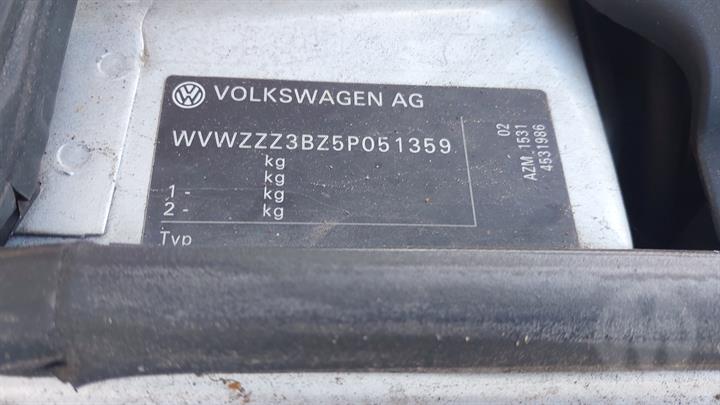 VOLKSWAGEN AG
WVWZZZ3BZ5P051359
kg
kg
1 - kg
2 - kg
Typ
02
AZM 1531
4531986